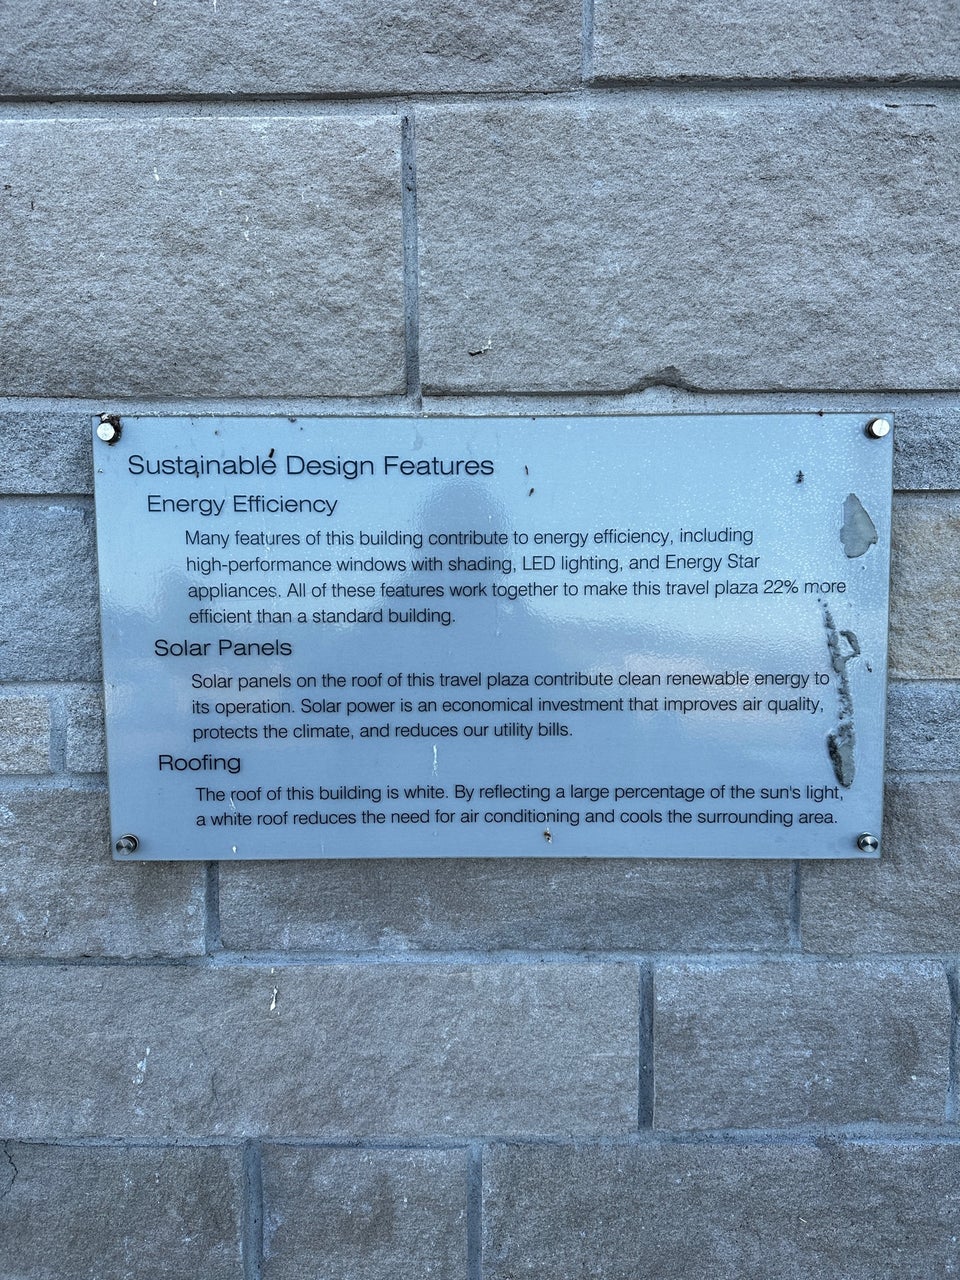 Sustainable Design Features
Energy Efficiency
Many features of this building contribute to energy efficiency, including
high-performance windows with shading, LED lighting, and Energy Star
appliances. All of these features work together to make this travel plaza 22% more
efficient than a standard building.
Solar Panels
Solar panels on the roof of this travel plaza contribute clean renewable energy to
its operation. Solar power is an economical investment that improves air quality,
protects the climate, and reduces our utility bills.
Roofing
The roof of this building is white. By reflecting a large percentage of the sun's light,
a white roof reduces the need for air conditioning and cools the surrounding area.